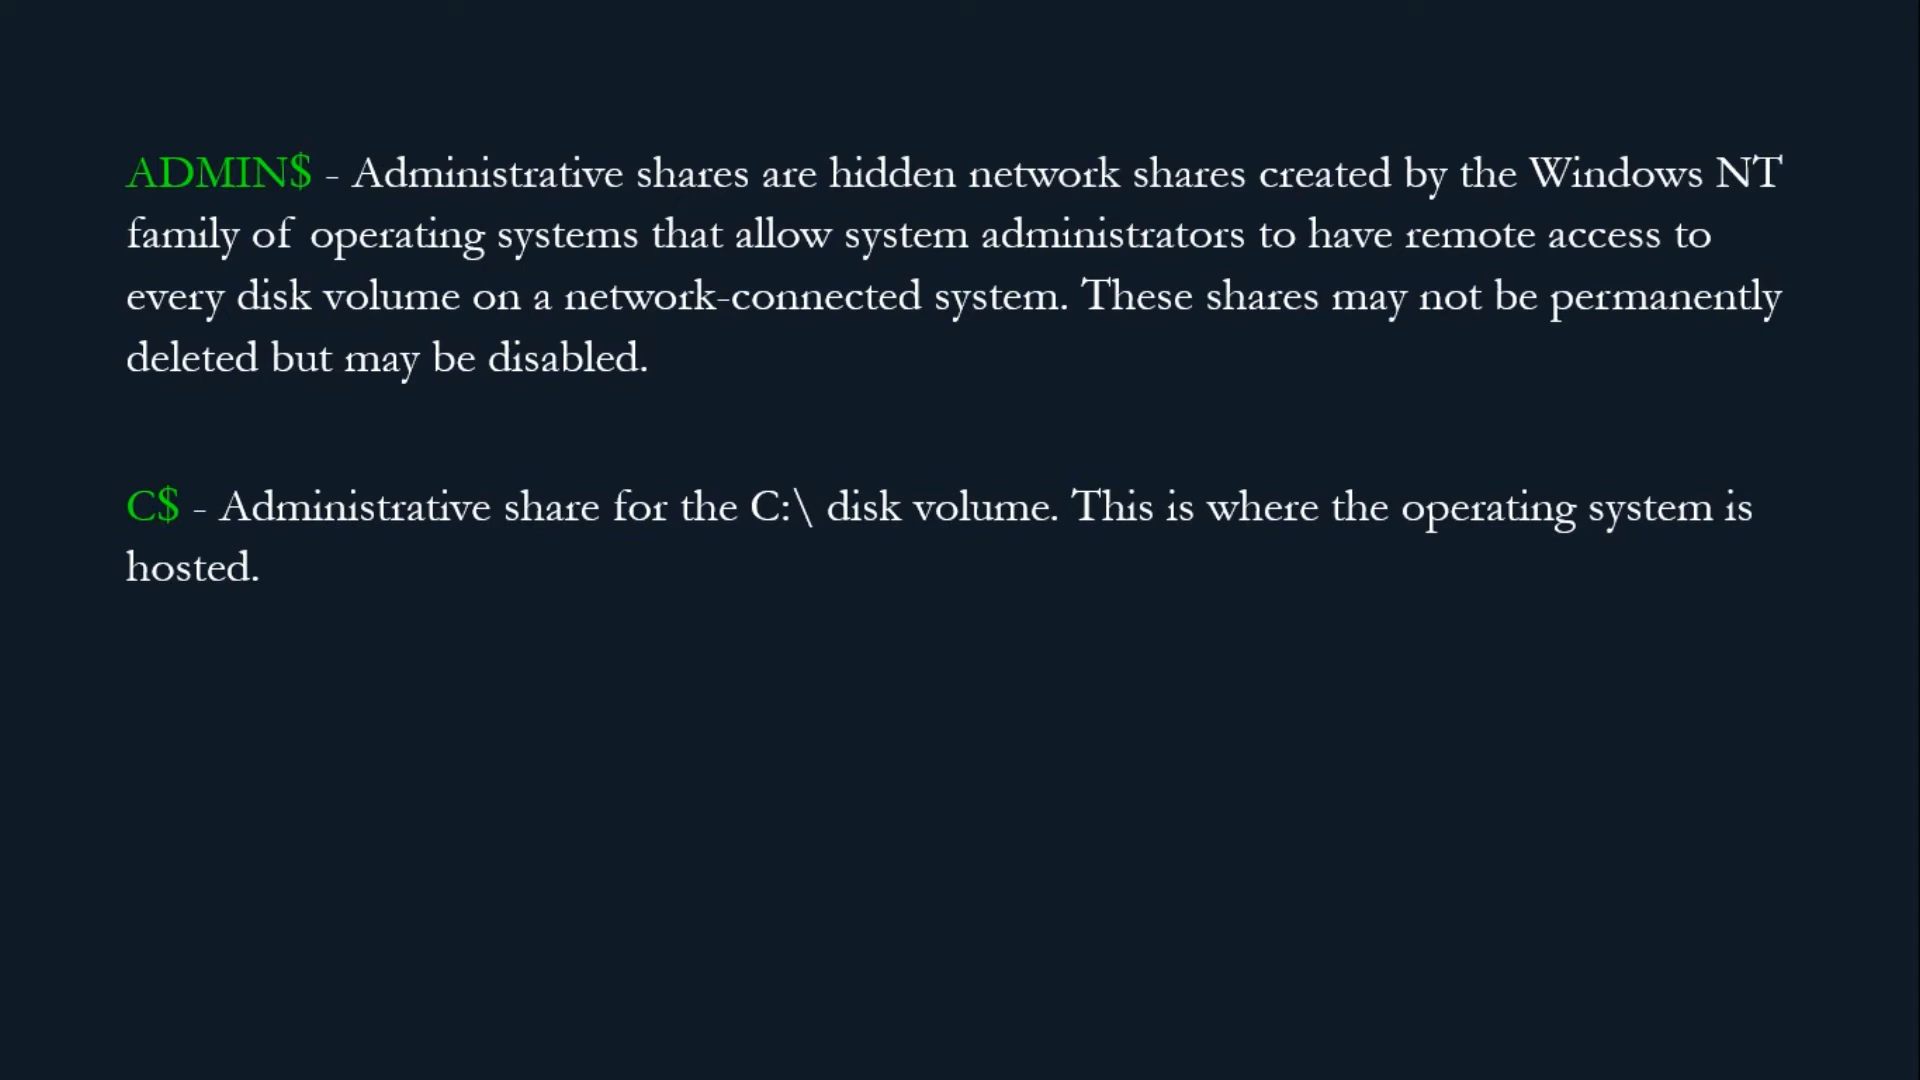 ADMIN$ - Administrative shares are hidden network shares created by the Windows NT
family of operating systems that allow system administrators to have remote access to
every disk volume on a network-connected system. These shares may not be permanently
deleted but may be disabled.
C$ - Administrative share for the C:\ disk volume. This is where the operating system is
hosted.